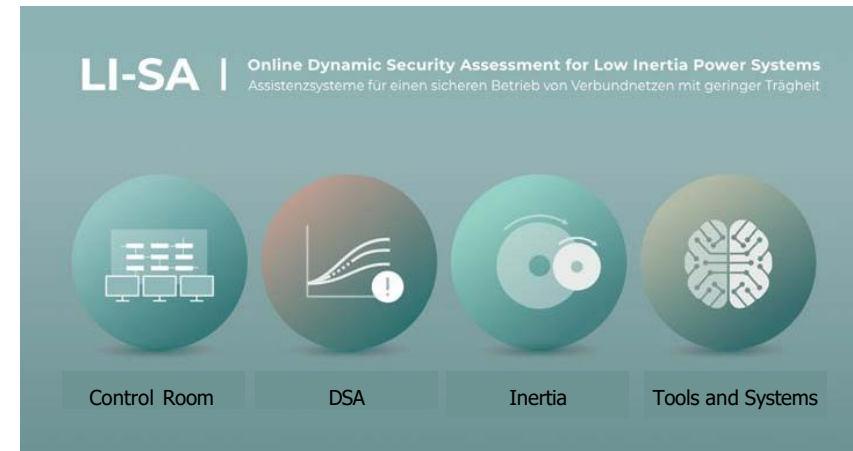 LI-SA | Online Dynamic Security Assessment for Low Inertia Power Systems
Assistenzsysteme für einen sicheren Betrieb von Verbundnetzen mit geringer Trägheit
!
Control Room
DSA
Inertia
Tools and Systems